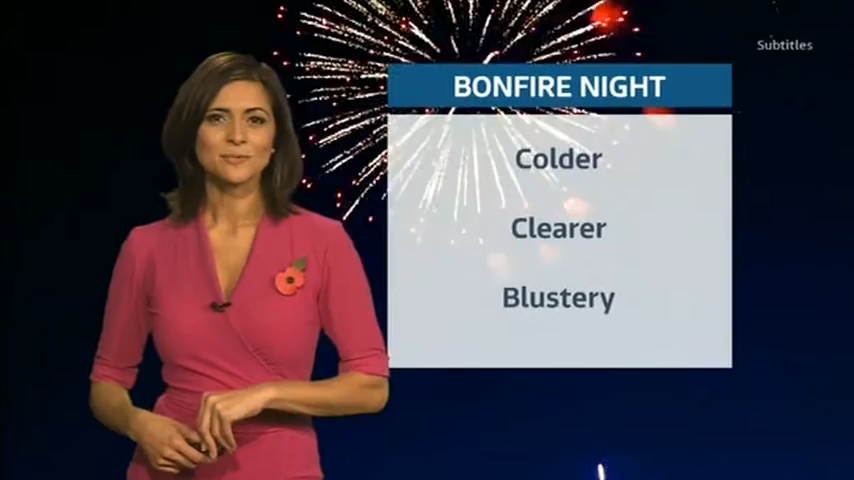 Subtitles
BONFIRE NIGHT
Colder
Clearer
Blustery